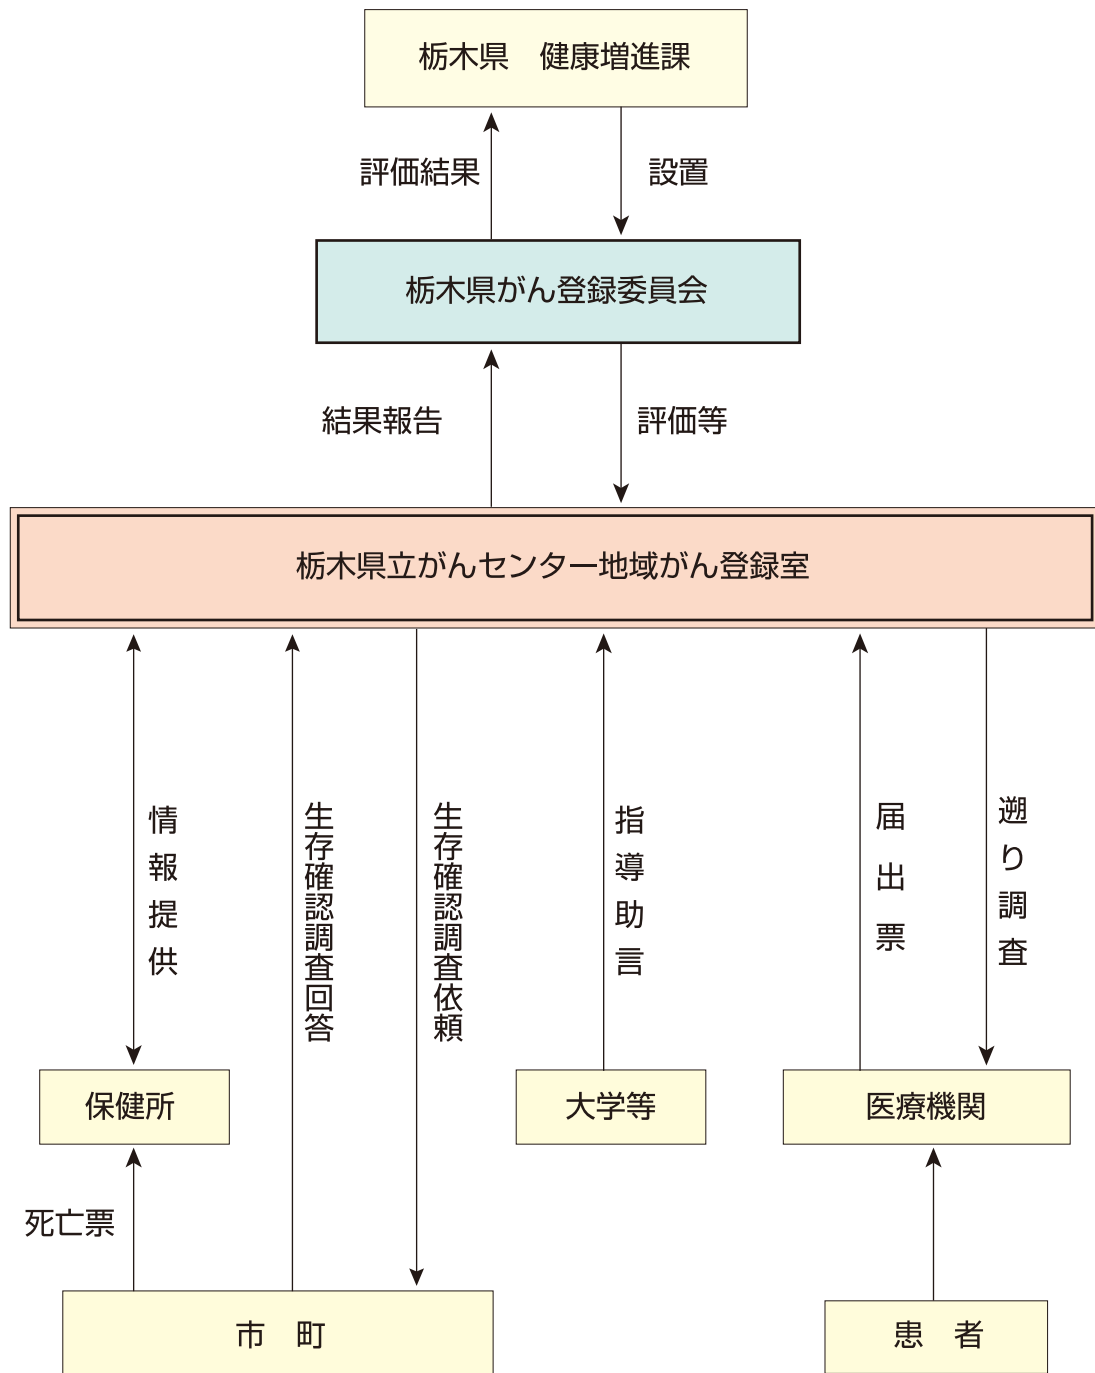 栃木県　健康増進課
評価結果
設置
栃木県がん登録委員会
結果報告
評価等
栃木県立がんセンター地域がん登録室
情報提供
生存確認調査回答
生存確認調査依頼
指導助言
届出票
遡り調査
保健所
大学等
医療機関
死亡票
市　町
患　者